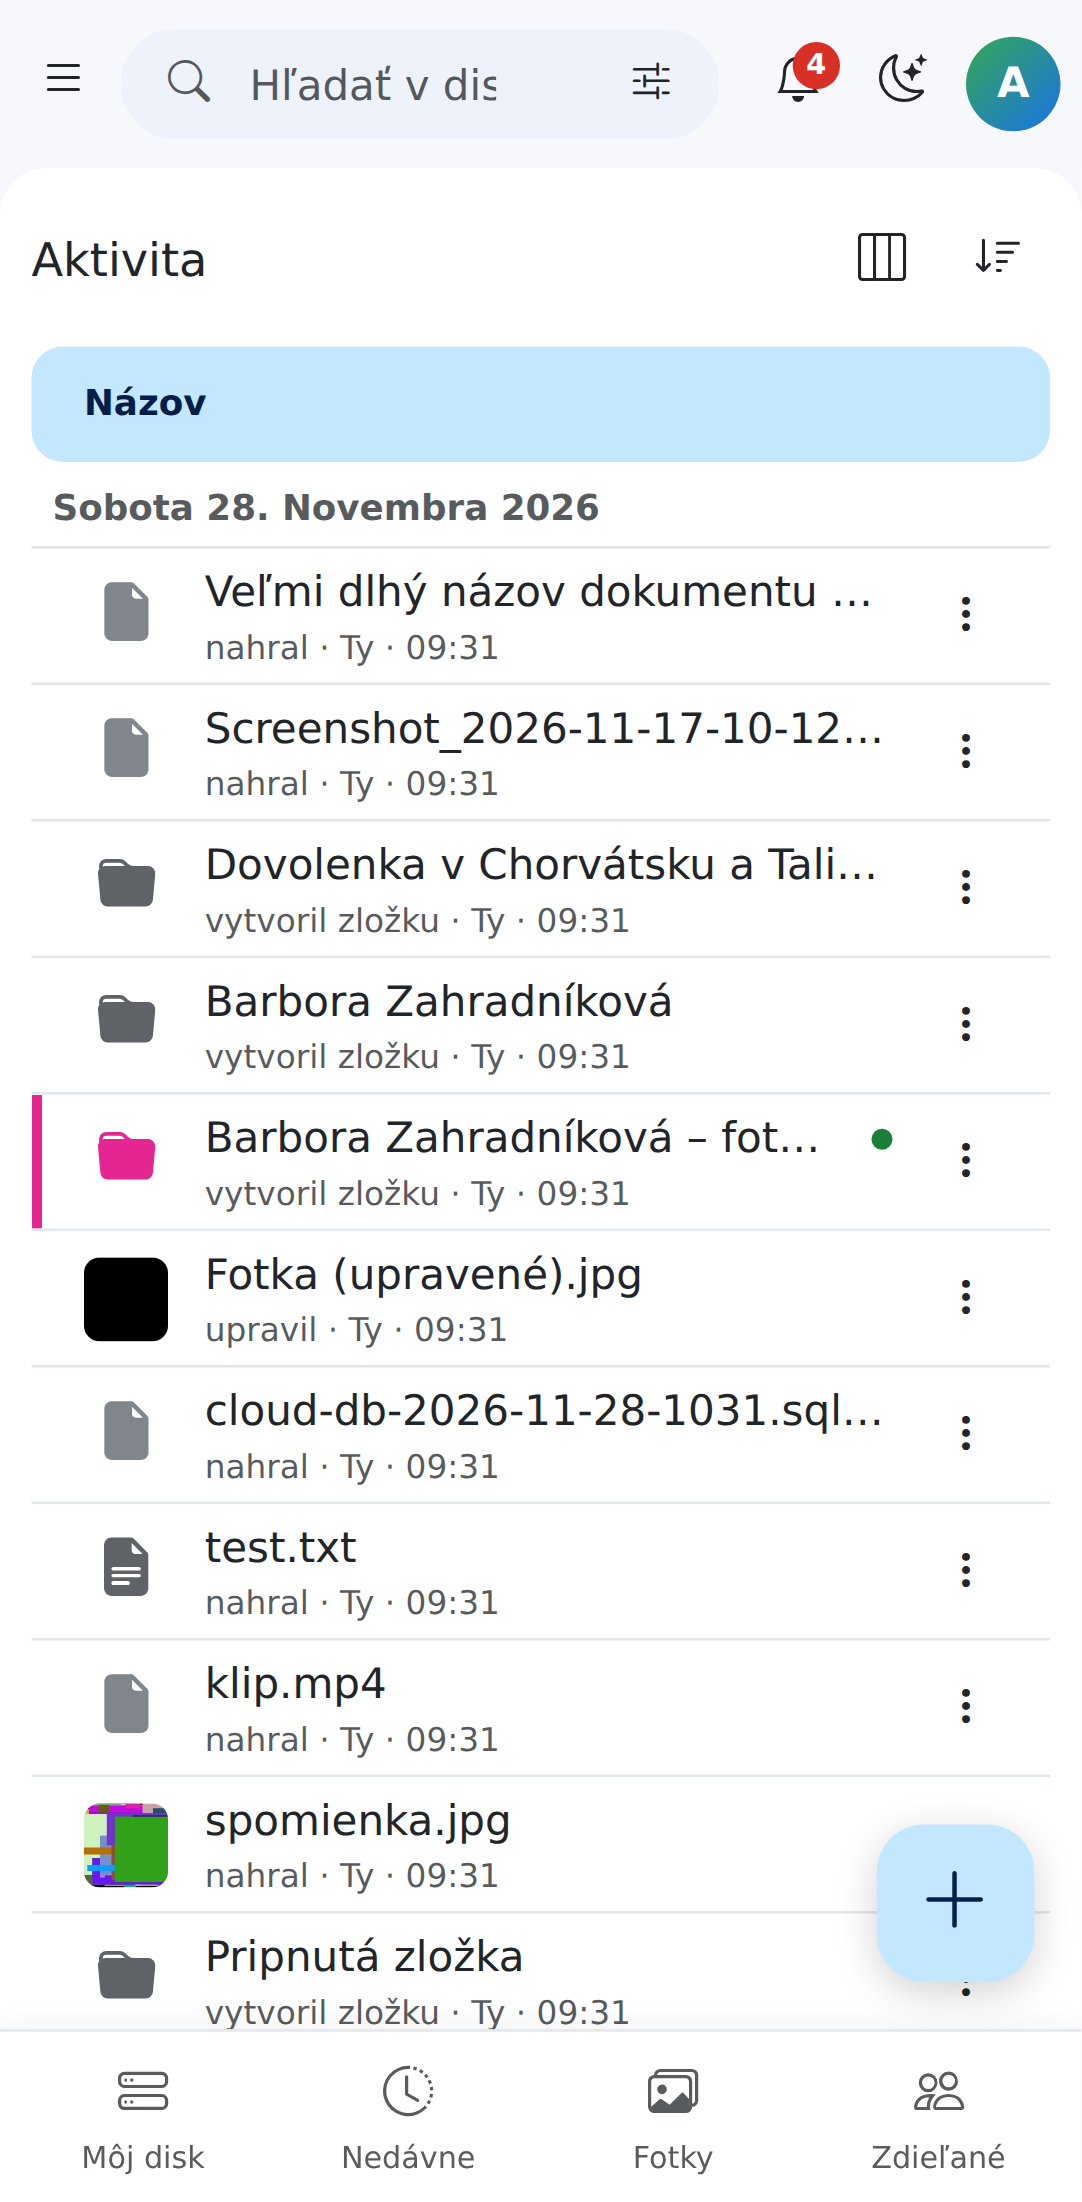 Hľadať v dis
4
A
Aktivita
Názov
Sobota 28. Novembra 2026
Veľmi dlhý názov dokumentu ...
nahral · Ty · 09:31
Screenshot_2026-11-17-10-12...
nahral · Ty · 09:31
Dovolenka v Chorvátsku a Tali...
vytvoril zložku · Ty · 09:31
Barbora Zahradníková
vytvoril zložku · Ty · 09:31
Barbora Zahradníková – fot...
vytvoril zložku · Ty · 09:31
Fotka (upravené).jpg
upravil · Ty · 09:31
cloud-db-2026-11-28-1031.sql...
nahral · Ty · 09:31
test.txt
nahral · Ty · 09:31
klip.mp4
nahral · Ty · 09:31
spomienka.jpg
nahral · Ty · 09:31
Pripnutá zložka
vytvoril zložku · Ty · 09:31
Môj disk
Nedávne
Fotky
Zdieľané